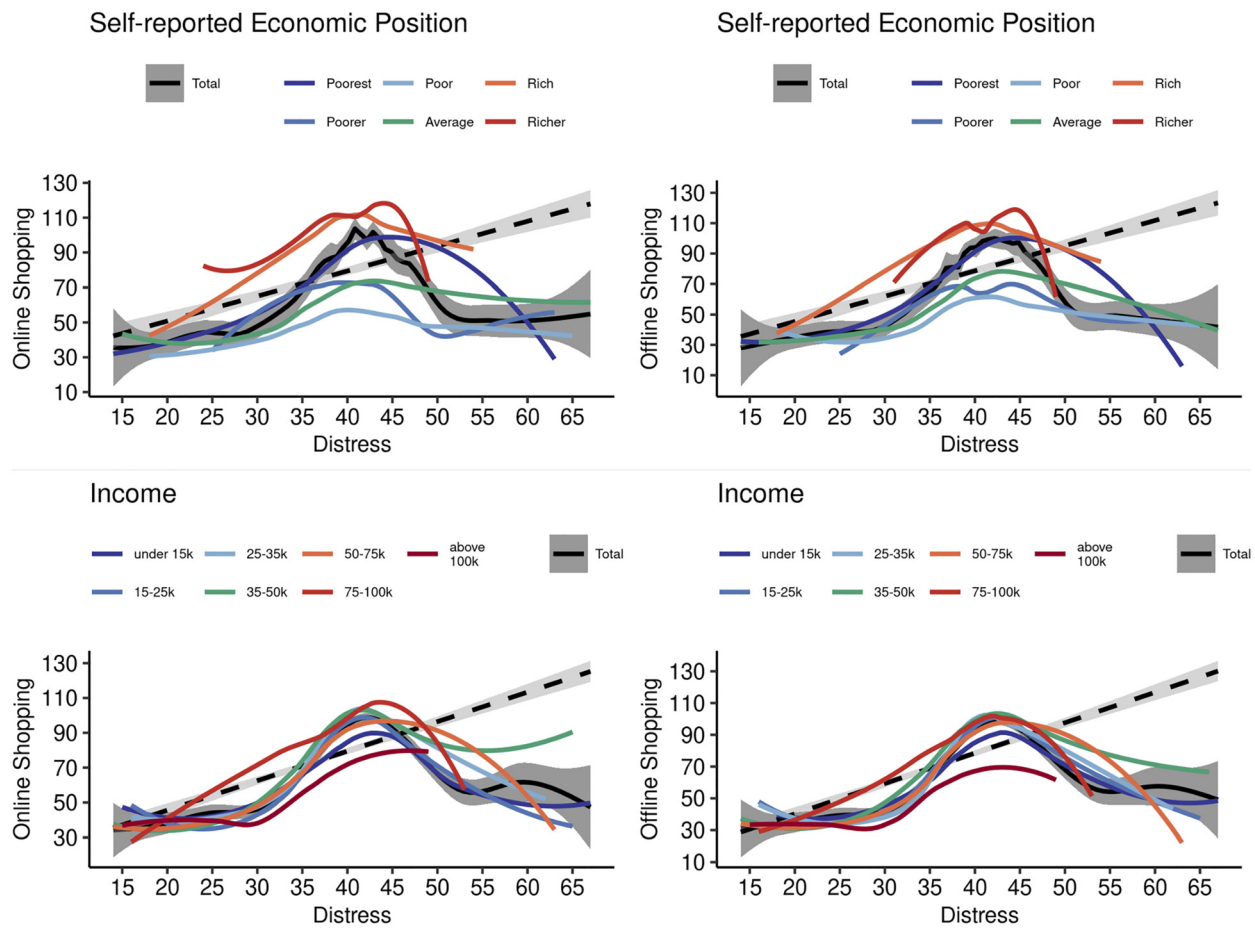 Self-reported Economic Position
Total Poorest Poor Rich
Poorer Average Richer
130
110
90
70
50
30
10
Online Shopping
15 20 25 30 35 40 45 50 55 60 65
Distress
Self-reported Economic Position
Total Poorest Poor Rich
Poorer Average Richer
130
110
90
70
50
30
10
Offline Shopping
15 20 25 30 35 40 45 50 55 60 65
Distress
Income
under 15k 25-35k 50-75k above
100k Total
15-25k 35-50k 75-100k
130
110
90
70
50
30
Online Shopping
15 20 25 30 35 40 45 50 55 60 65
Distress
Income
under 15k 25-35k 50-75k above
100k Total
15-25k 35-50k 75-100k
130
110
90
70
50
30
10
Offline Shopping
15 20 25 30 35 40 45 50 55 60 65
Distress